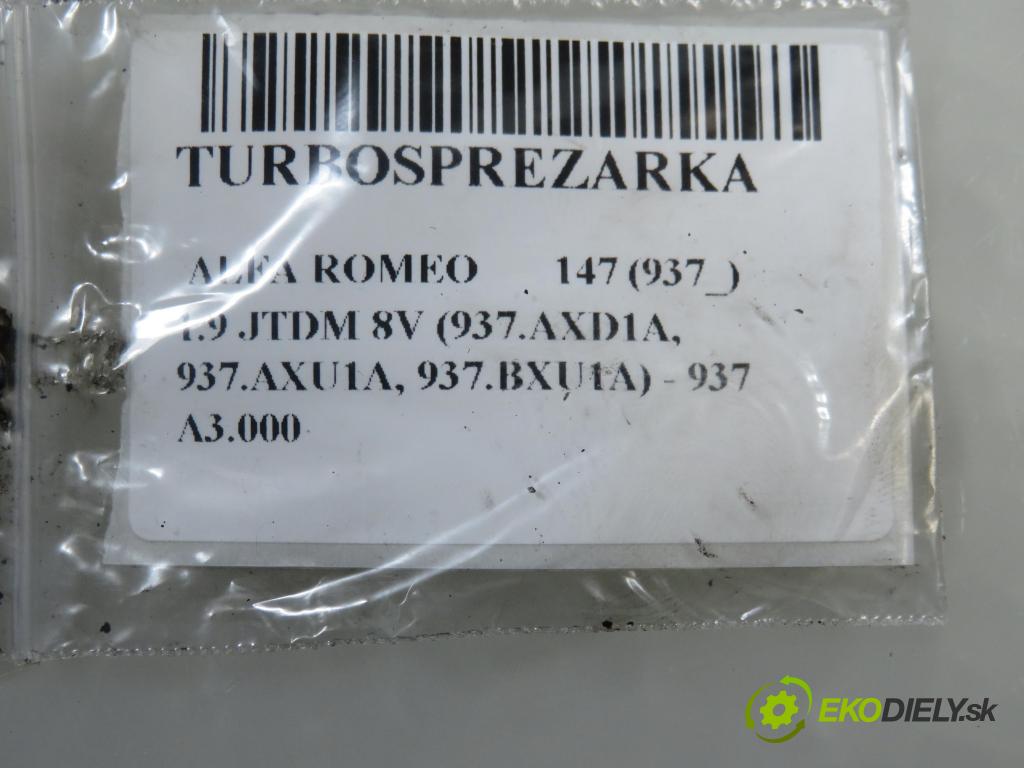 TURBOSPREZARKA
ALFA ROMEO 147 (937_)
1.9 JTDM 8V (937.AXD1A,
937.AXU1A, 937.BXU1A) - 937
A3.000
EKODIELY.sk